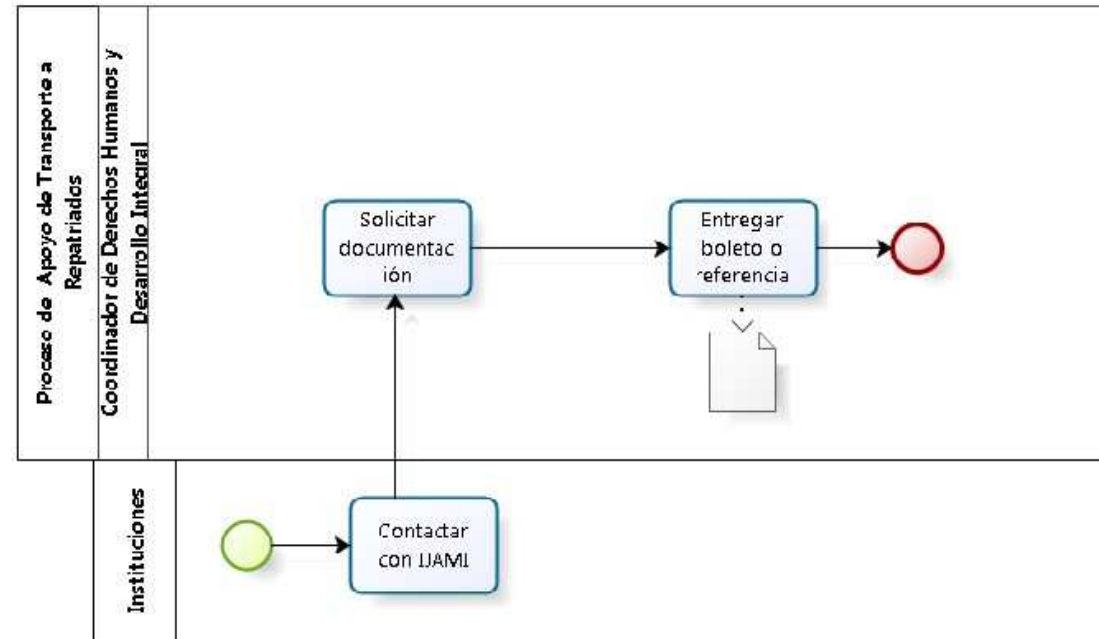 Proceso de Apoyo de Transporte a
Repatriados
Coordinador de Derechos Humanos y
Desarrollo Integral
Solicitar
documentac
ión
Entregar
boleto o
referencia
Instituciones
Contactar
con IJAMI